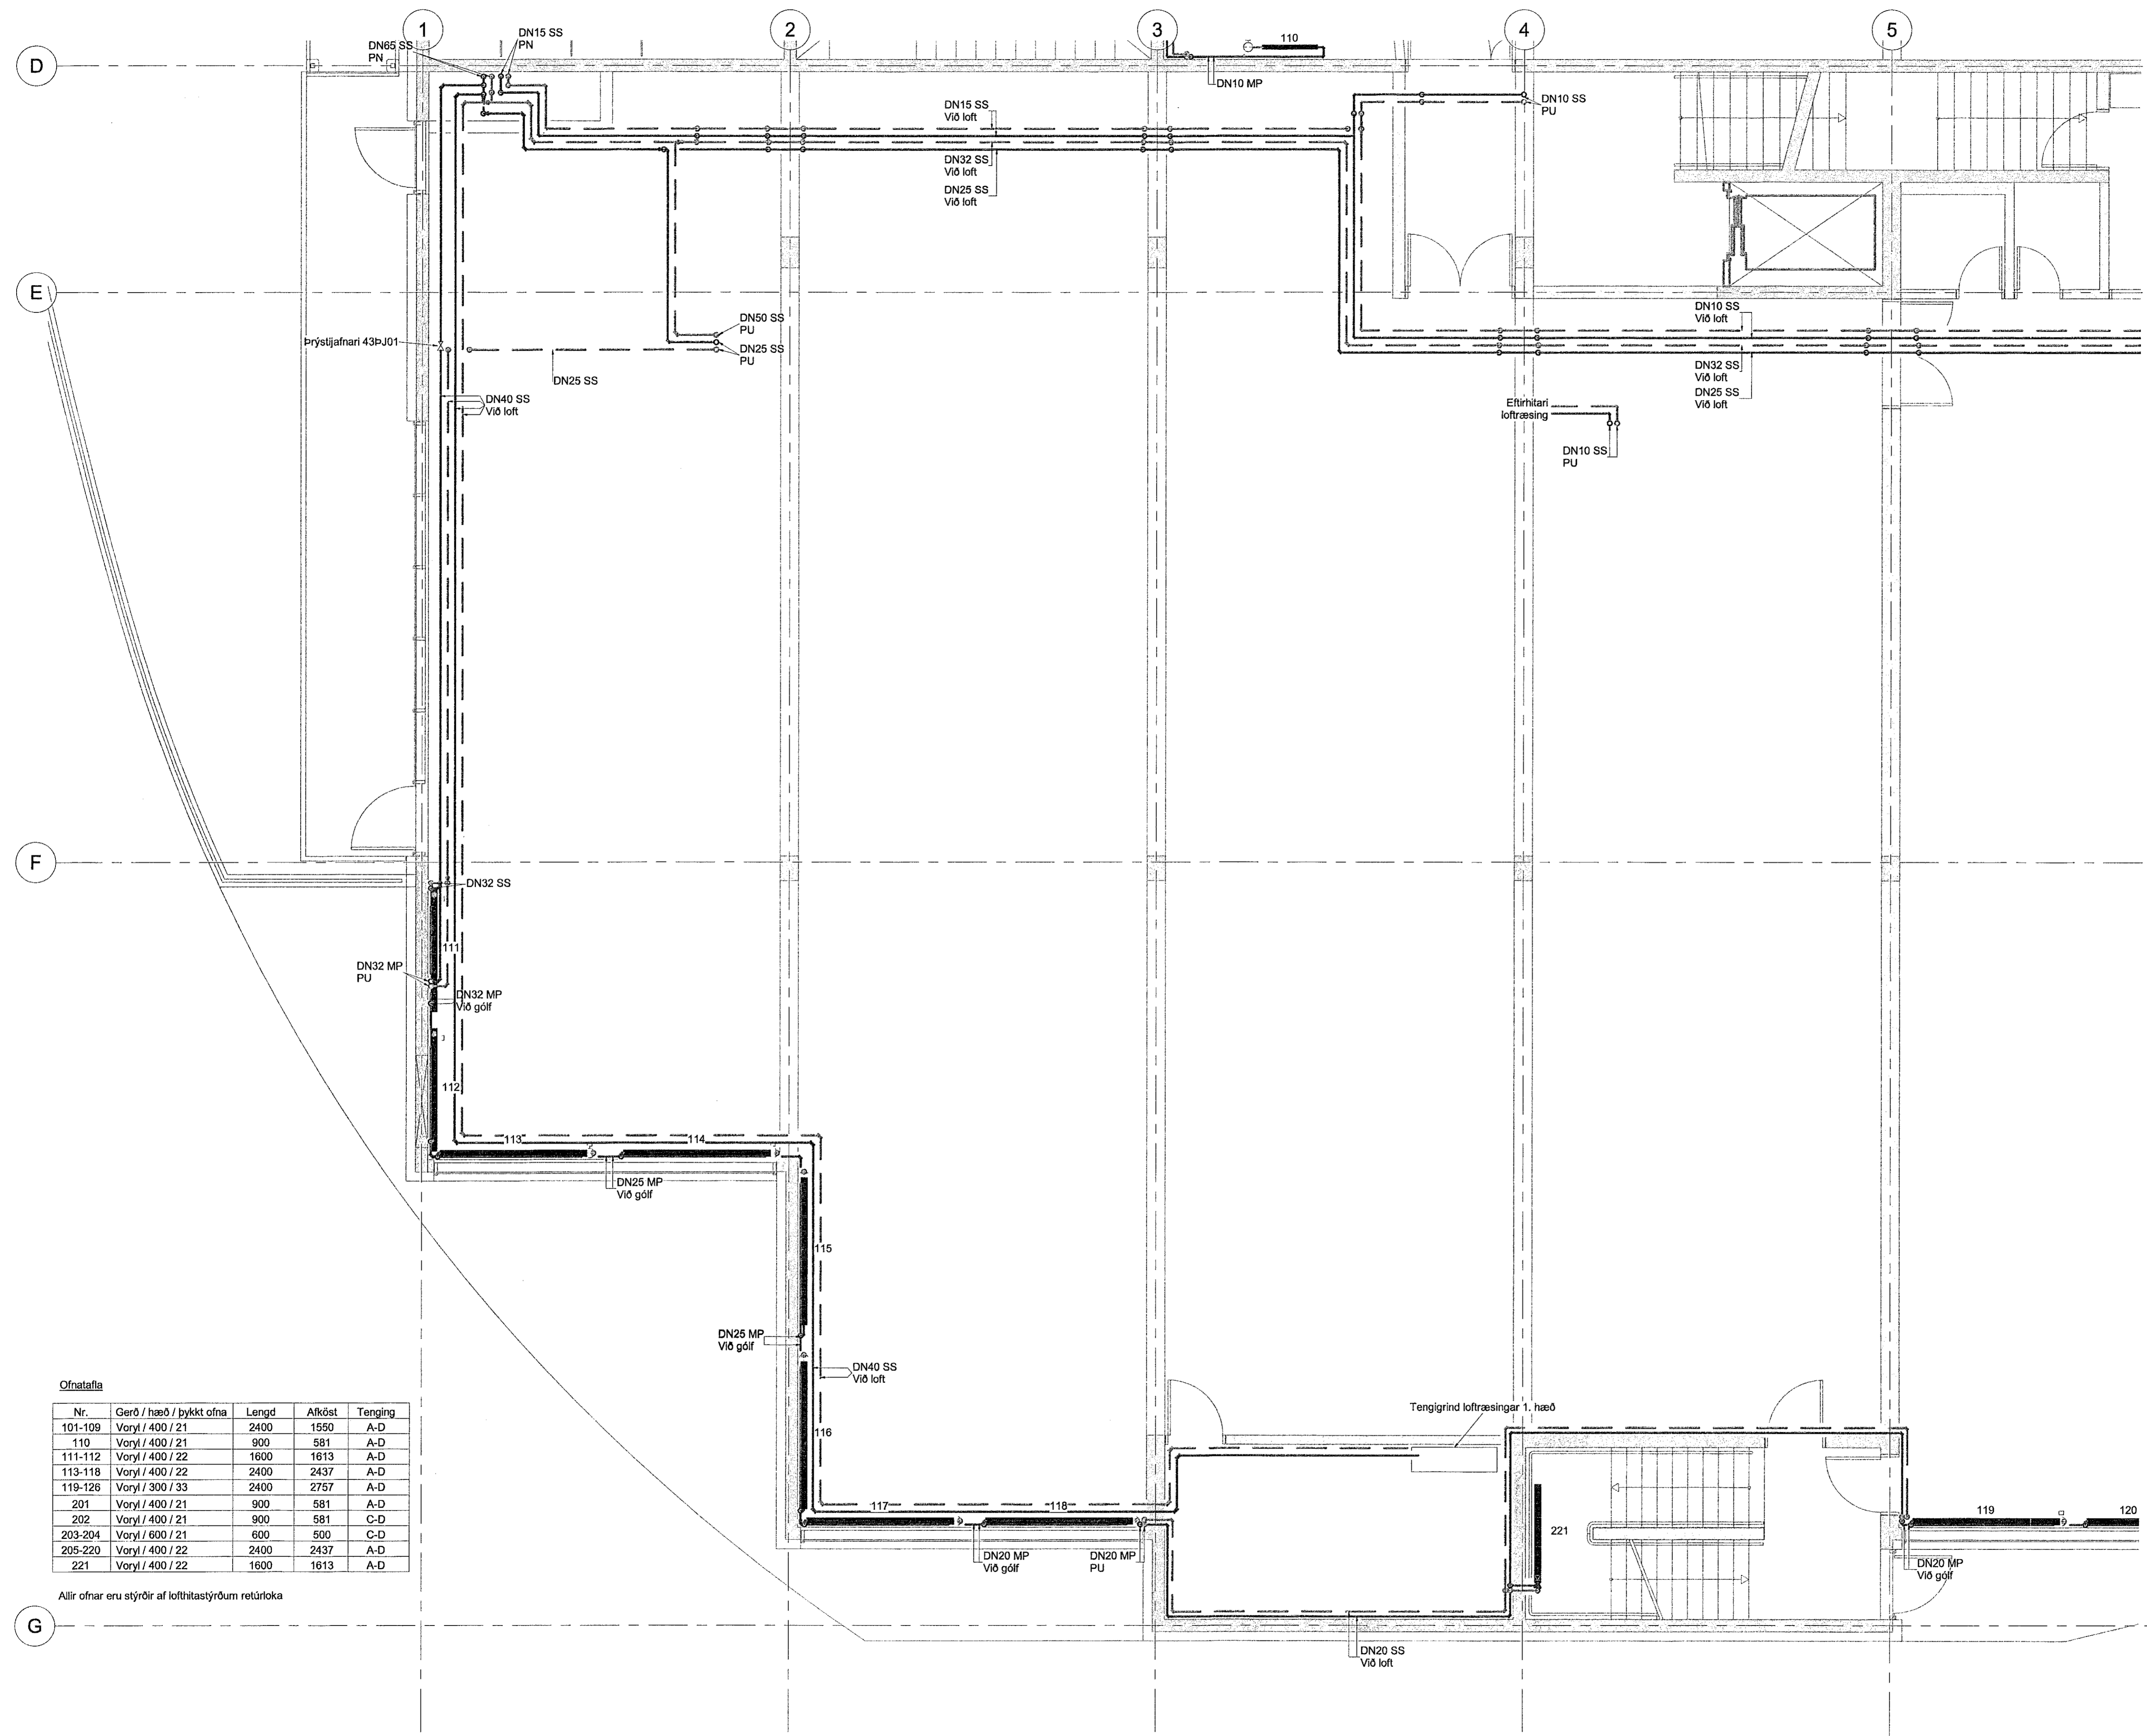 1
2
3
4
5
D
DN65 SS
PN
DN15 SS
PN
110
DN10 MP
DN15 SS
Við loft
DN10 SS
PU
DN32 SS
Við loft
DN25 SS
Við loft
E
DN10 SS
Við loft
DN50 SS
PU
Þrýstijafnari 43ÞJ01
DN25 SS
PU
DN25 SS
DN32 SS
Við loft
DN25 SS
Við loft
DN40 SS
Við loft
Eftirhitari
loftræsing
DN10 SS
PU
F
DN32 SS
111
DN32 MP
PU
DN32 MP
Við gólf
112
113
114
DN25 MP
Við gólf
115
DN25 MP
Við gólf
DN40 SS
Við loft
116
Tengigrind loftræsingar 1. hæð
117
118
DN20 MP
Við gólf
DN20 MP
PU
221
119
120
DN20 MP
Við gólf
DN20 SS
Við loft
Ofnatafla
Nr. Gerð / hæð / þykkt ofna Lengd Afköst Tenging
101-109 Voryl / 400 / 21 2400 1550 A-D
110 Voryl / 400 / 21 900 581 A-D
111-112 Voryl / 400 / 22 1600 1613 A-D
113-118 Voryl / 400 / 22 2400 2437 A-D
119-126 Voryl / 300 / 33 2400 2757 A-D
201 Voryl / 400 / 21 900 581 A-D
202 Voryl / 400 / 21 900 581 C-D
203-204 Voryl / 600 / 21 600 500 C-D
205-220 Voryl / 400 / 22 2400 2437 A-D
221 Voryl / 400 / 22 1600 1613 A-D
Allir ofnar eru stýrðir af lofthitastýrðum retúrloka
G